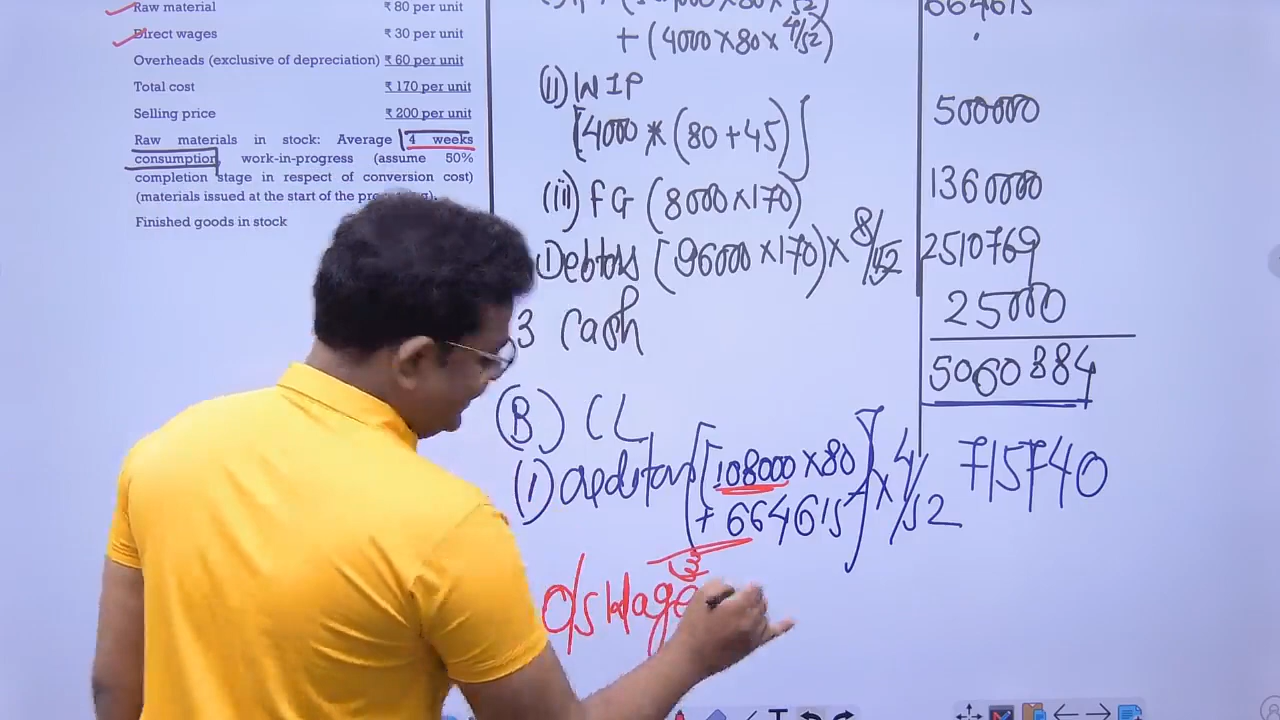 Raw material ₹ 80 per unit
Direct wages ₹ 30 per unit
Overheads (exclusive of depreciation) ₹ 60 per unit
Total cost ₹ 170 per unit
Selling price ₹ 200 per unit
Raw materials in stock: Average 4 weeks
consumption, work-in-progress (assume 50%
completion stage in respect of conversion cost)
(materials issued at the start of the
Finished goods in stock
664615
+ (4000 × 80 × 4/52)
(ii) WIP
[4000 * (80 + 45)] 500000
(iii) FG (8000 × 170) 1360000
Debtors (96000 × 170) × 8/52 2510769
3 Cash 25000
5060384
(B) CL
(1) Creditors [108000 × 80 + 664615] × 4/52 715740
O/s Wage